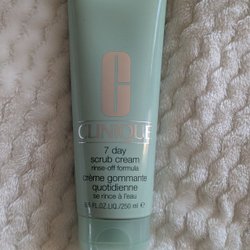 C
CLINIQUE
7 day
scrub cream
rinse-off formula
crème gommante
quotidienne
se rince à l'eau
8.5 FL.OZ.LIQ./250 ml ℮